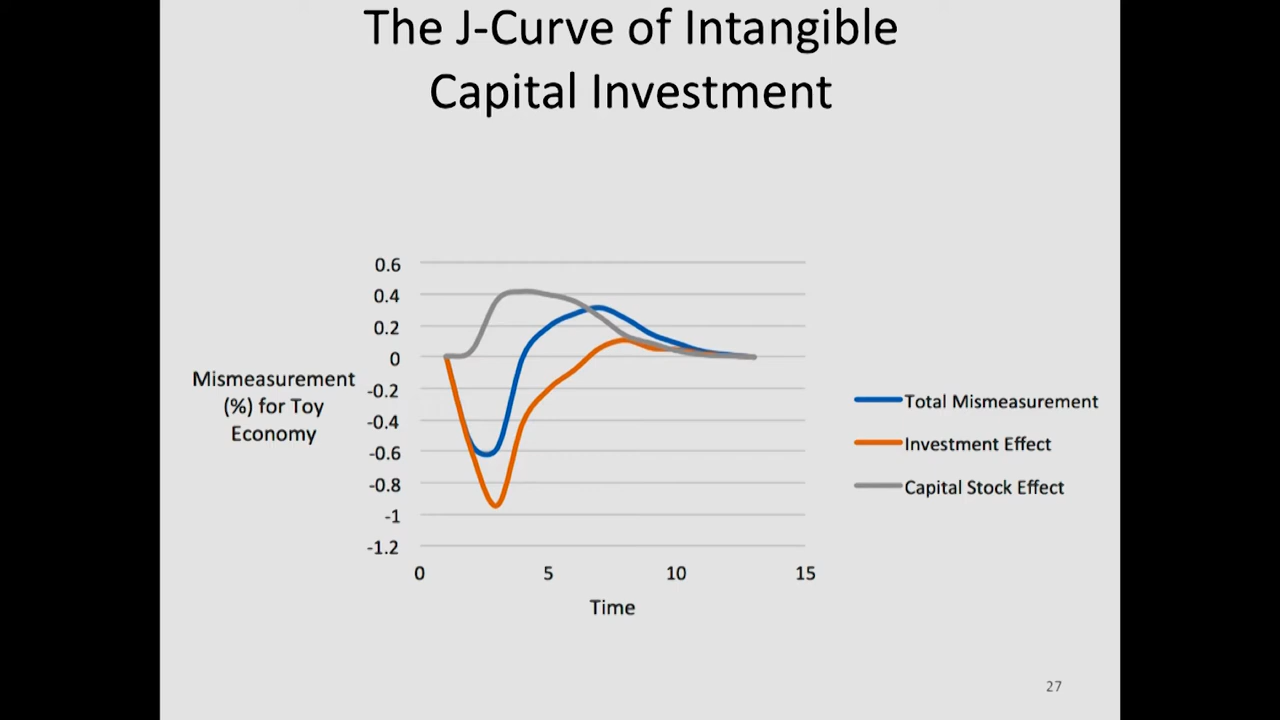 The J-Curve of Intangible
Capital Investment
0.6
0.4
0.2
0
-0.2
-0.4
-0.6
-0.8
-1
-1.2
Mismeasurement
(%) for Toy
Economy
0 5 10 15
Time
Total Mismeasurement
Investment Effect
Capital Stock Effect
27